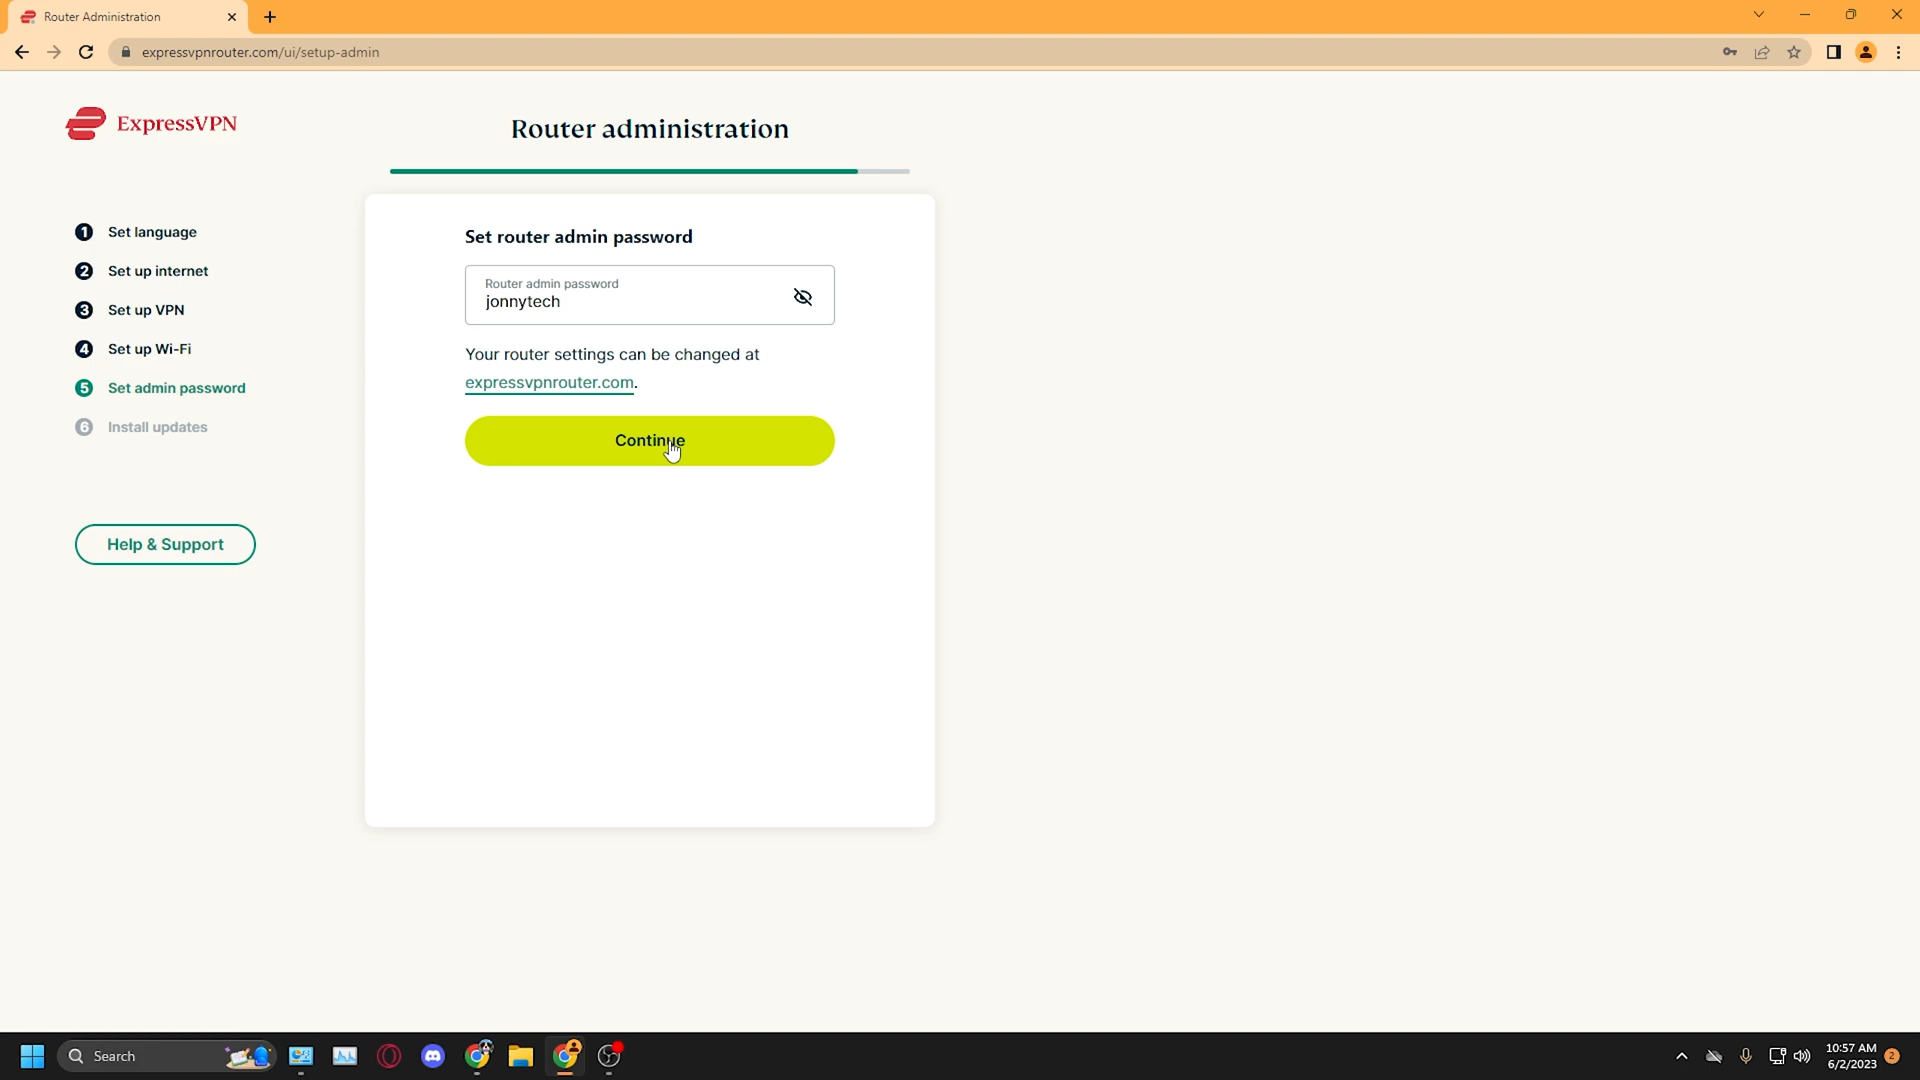 Router Administration
expressvpnrouter.com/ui/setup-admin
ExpressVPN
Router administration
1 Set language
2 Set up internet
3 Set up VPN
4 Set up Wi-Fi
5 Set admin password
6 Install updates
Help & Support
Set router admin password
Router admin password
jonnytech
Your router settings can be changed at
expressvpnrouter.com.
Continue
Search
10:57 AM
6/2/2023
2